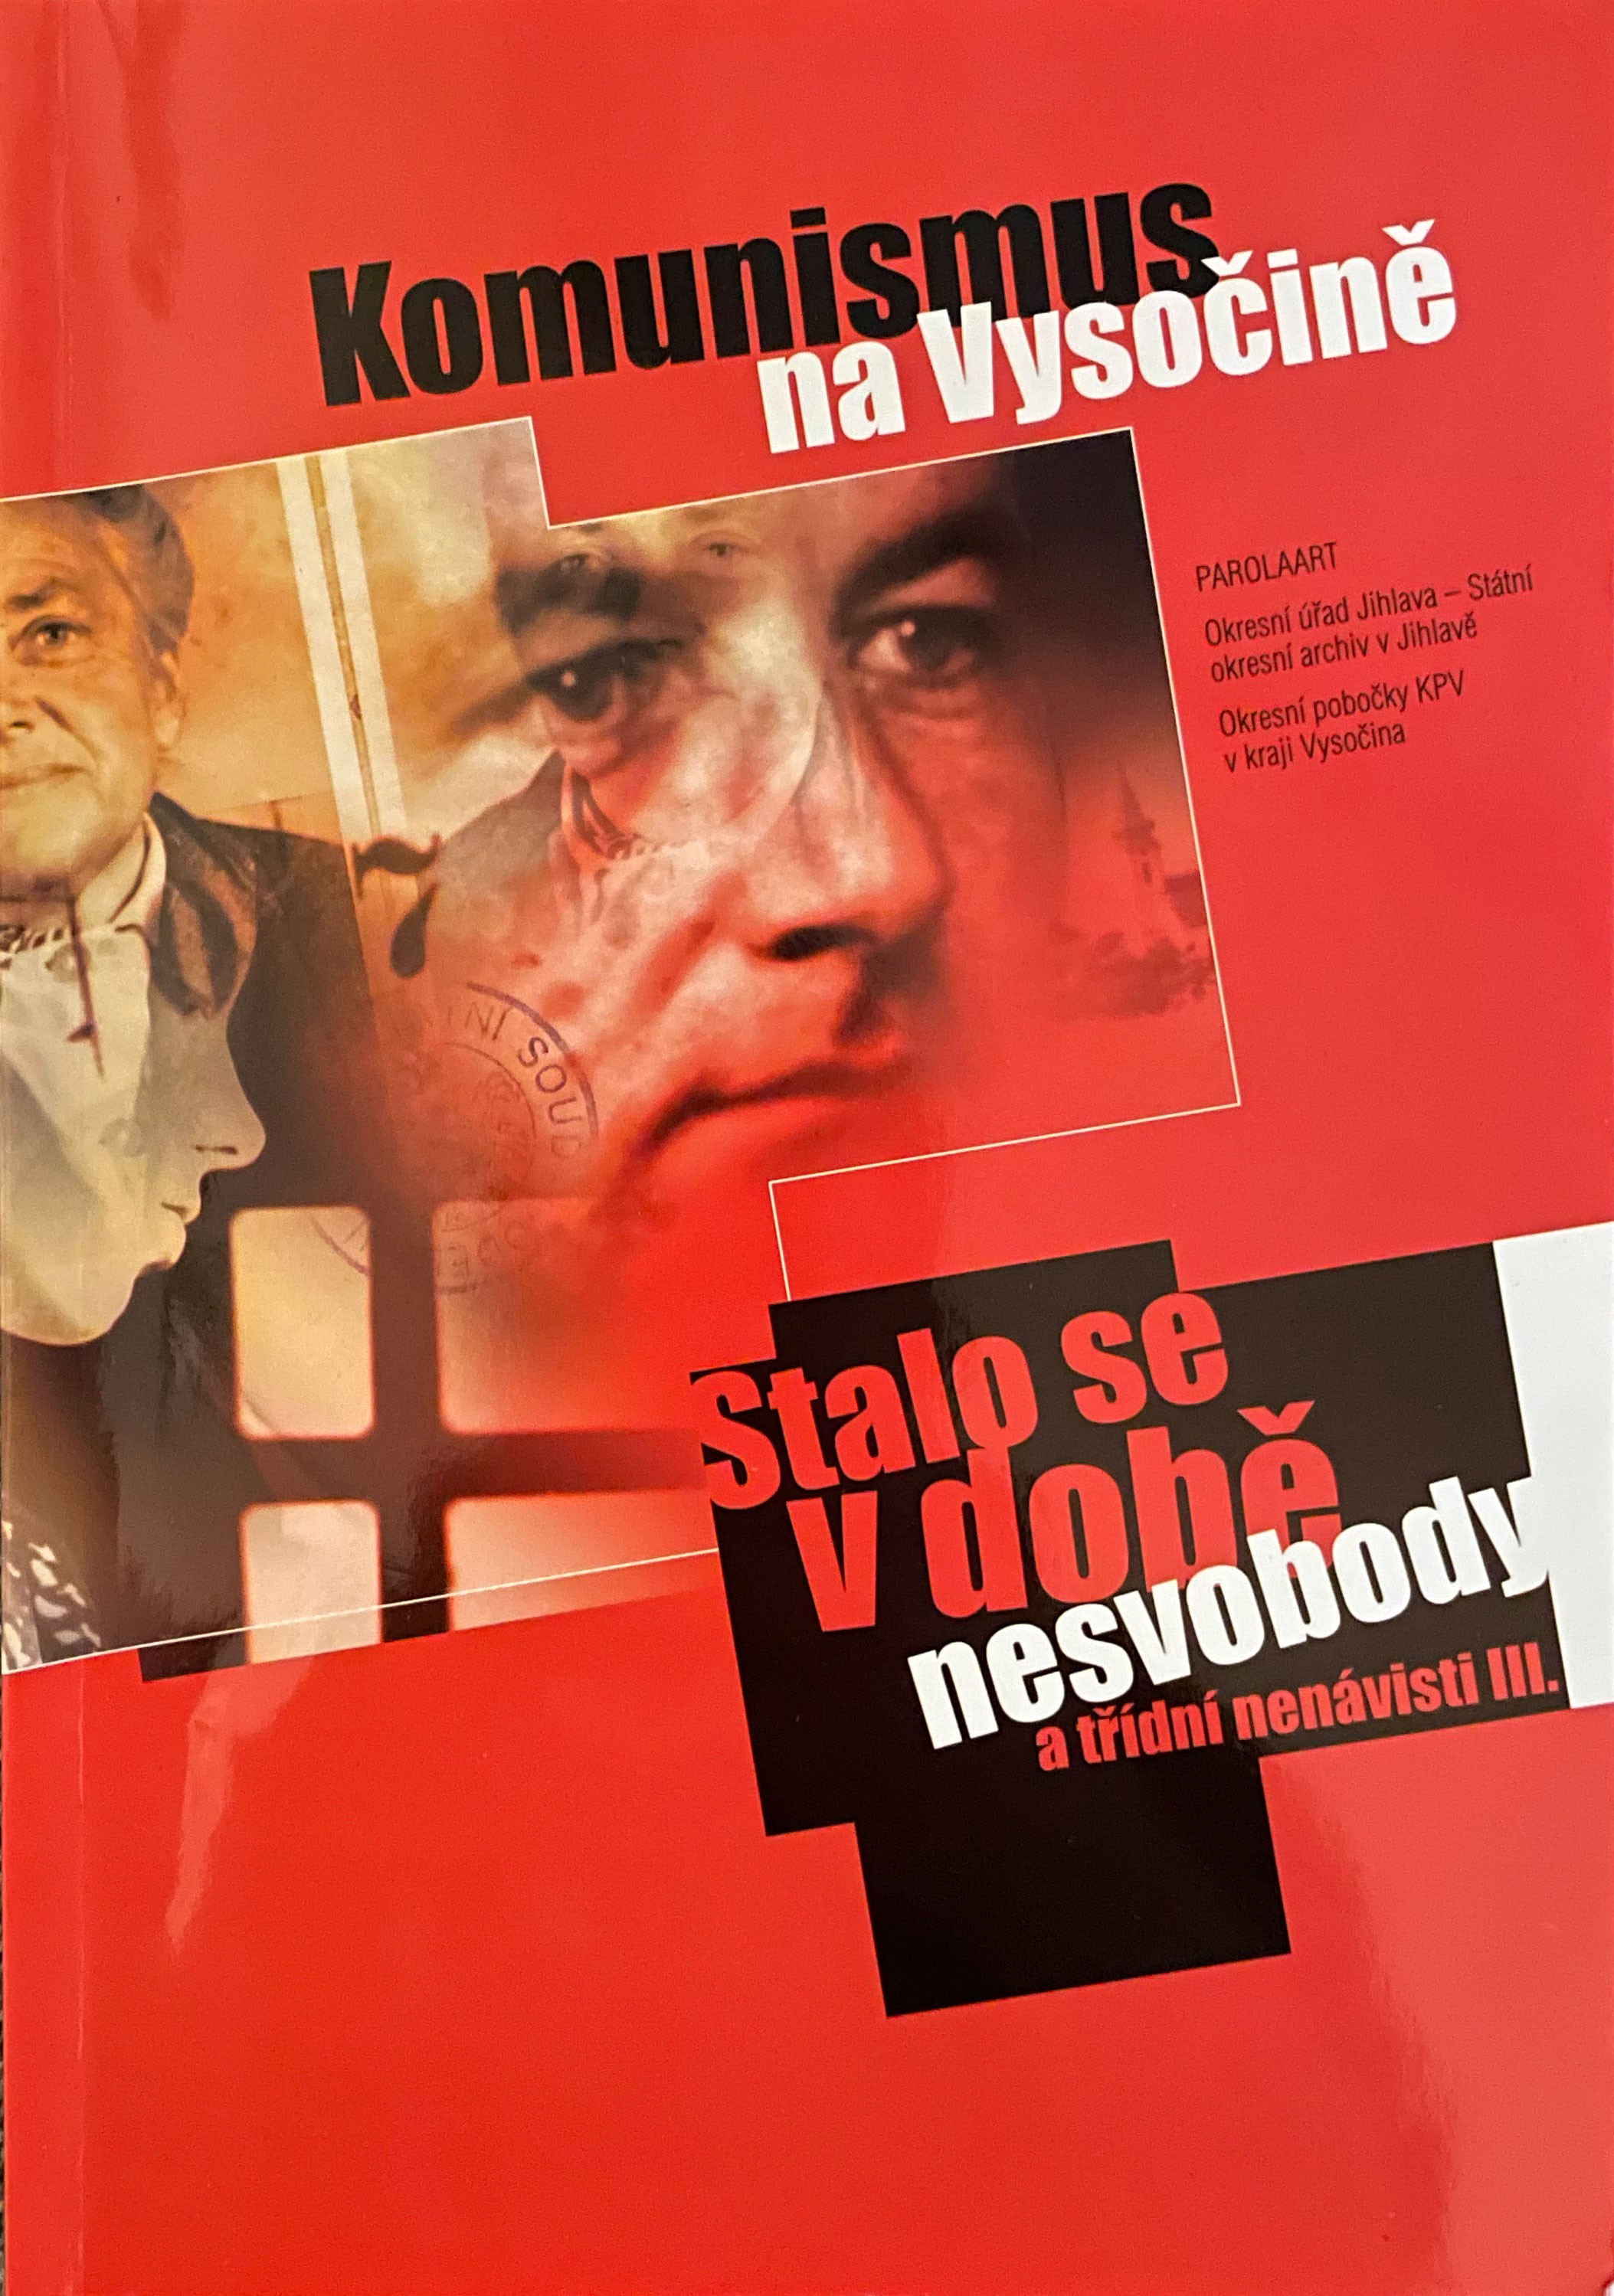 Komunismus
na Vysočině
PAROLAART
Okresní úřad Jihlava – Státní
okresní archiv v Jihlavě
Okresní pobočky KPV
v kraji Vysočina
SOUD
Stalo se
v době
nesvobody
a třídní nenávisti III.